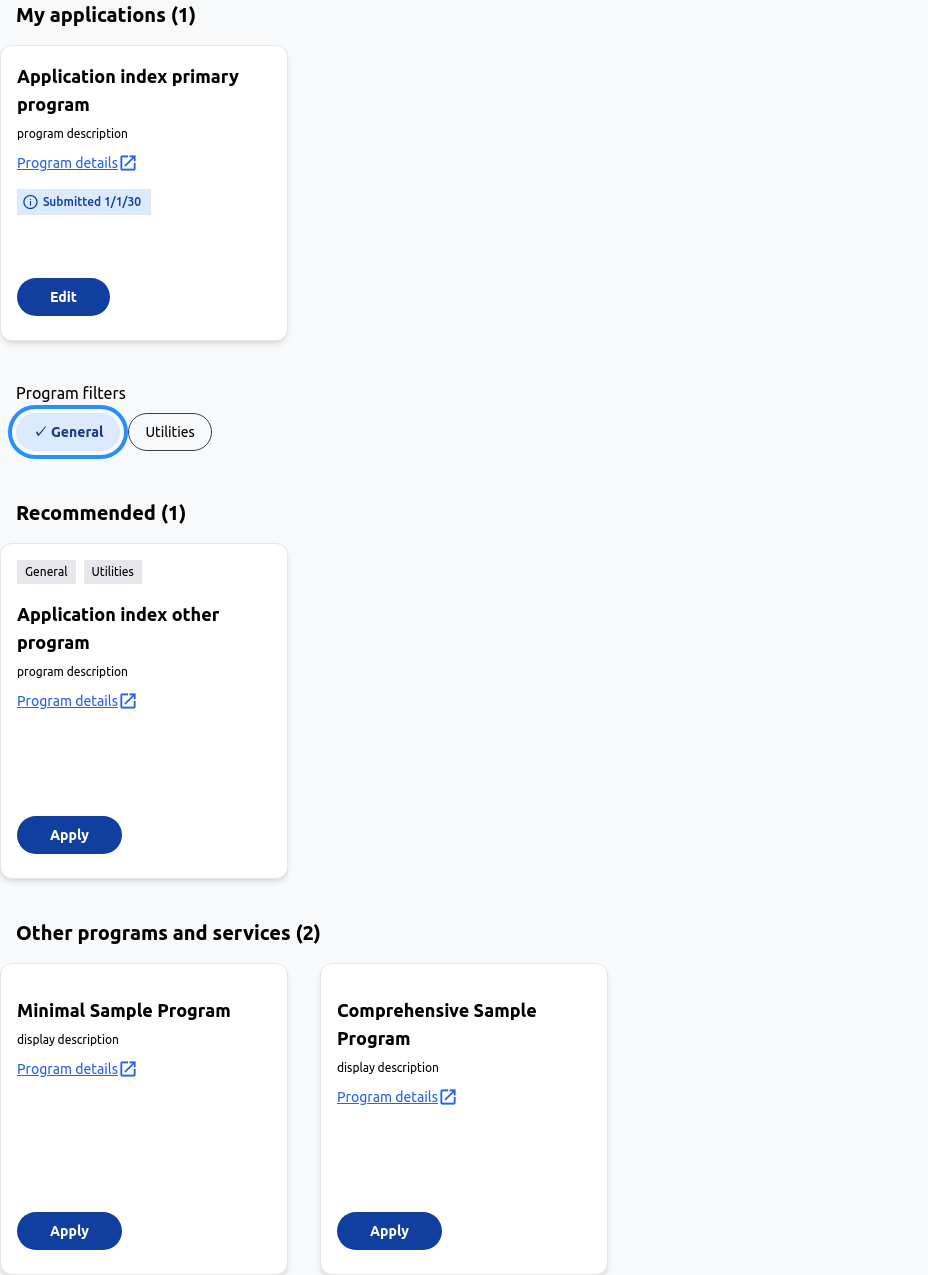 My applications (1)
Application index primary
program
program description
Program details
Submitted 1/1/30
Edit
Program filters
✓ General
Utilities
Recommended (1)
General
Utilities
Application index other
program
program description
Program details
Apply
Other programs and services (2)
Minimal Sample Program
display description
Program details
Apply
Comprehensive Sample
Program
display description
Program details
Apply